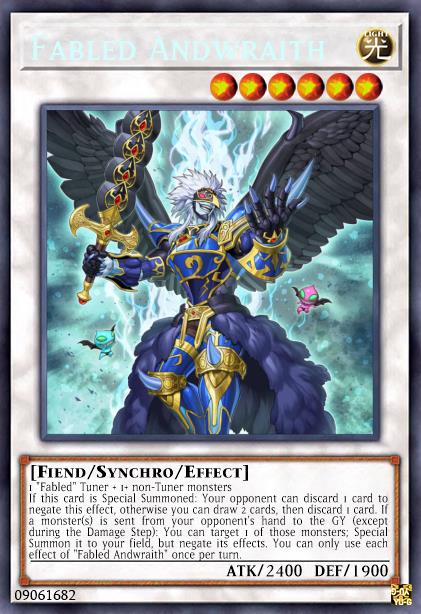 Fabled Andwraith
LIGHT
光
[Fiend/Synchro/Effect]
1 "Fabled" Tuner + 1+ non-Tuner monsters
If this card is Special Summoned: Your opponent can discard 1 card to
negate this effect, otherwise you can draw 2 cards, then discard 1 card. If
a monster(s) is sent from your opponent's hand to the GY (except
during the Damage Step): You can target 1 of those monsters; Special
Summon it to your field, but negate its effects. You can only use each
effect of "Fabled Andwraith" once per turn.
ATK/2400 DEF/1900
09061682